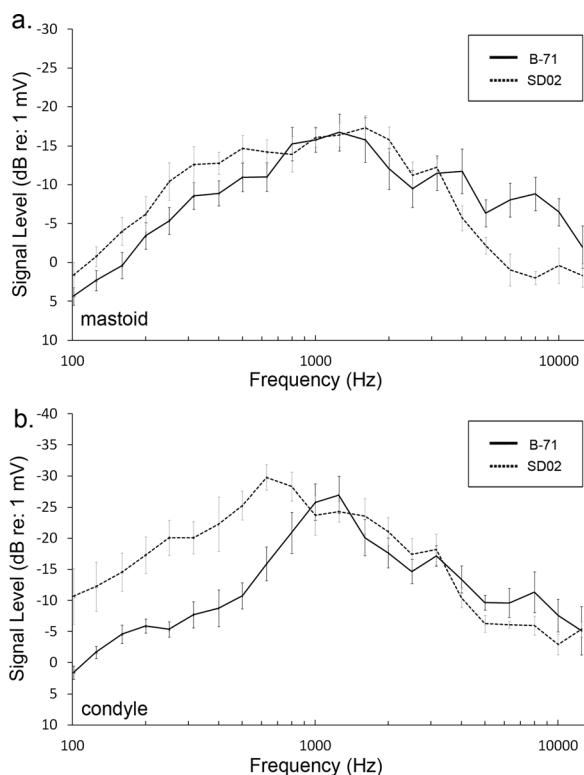 a.
-30
-25
-20
-15
-10
-5
0
5
10
Signal Level (dB re: 1 mV)
B-71
SD02
mastoid
100
1000
10000
Frequency (Hz)
b.
-40
-35
-30
-25
-20
-15
-10
-5
0
5
10
Signal Level (dB re: 1 mV)
B-71
SD02
condyle
100
1000
10000
Frequency (Hz)